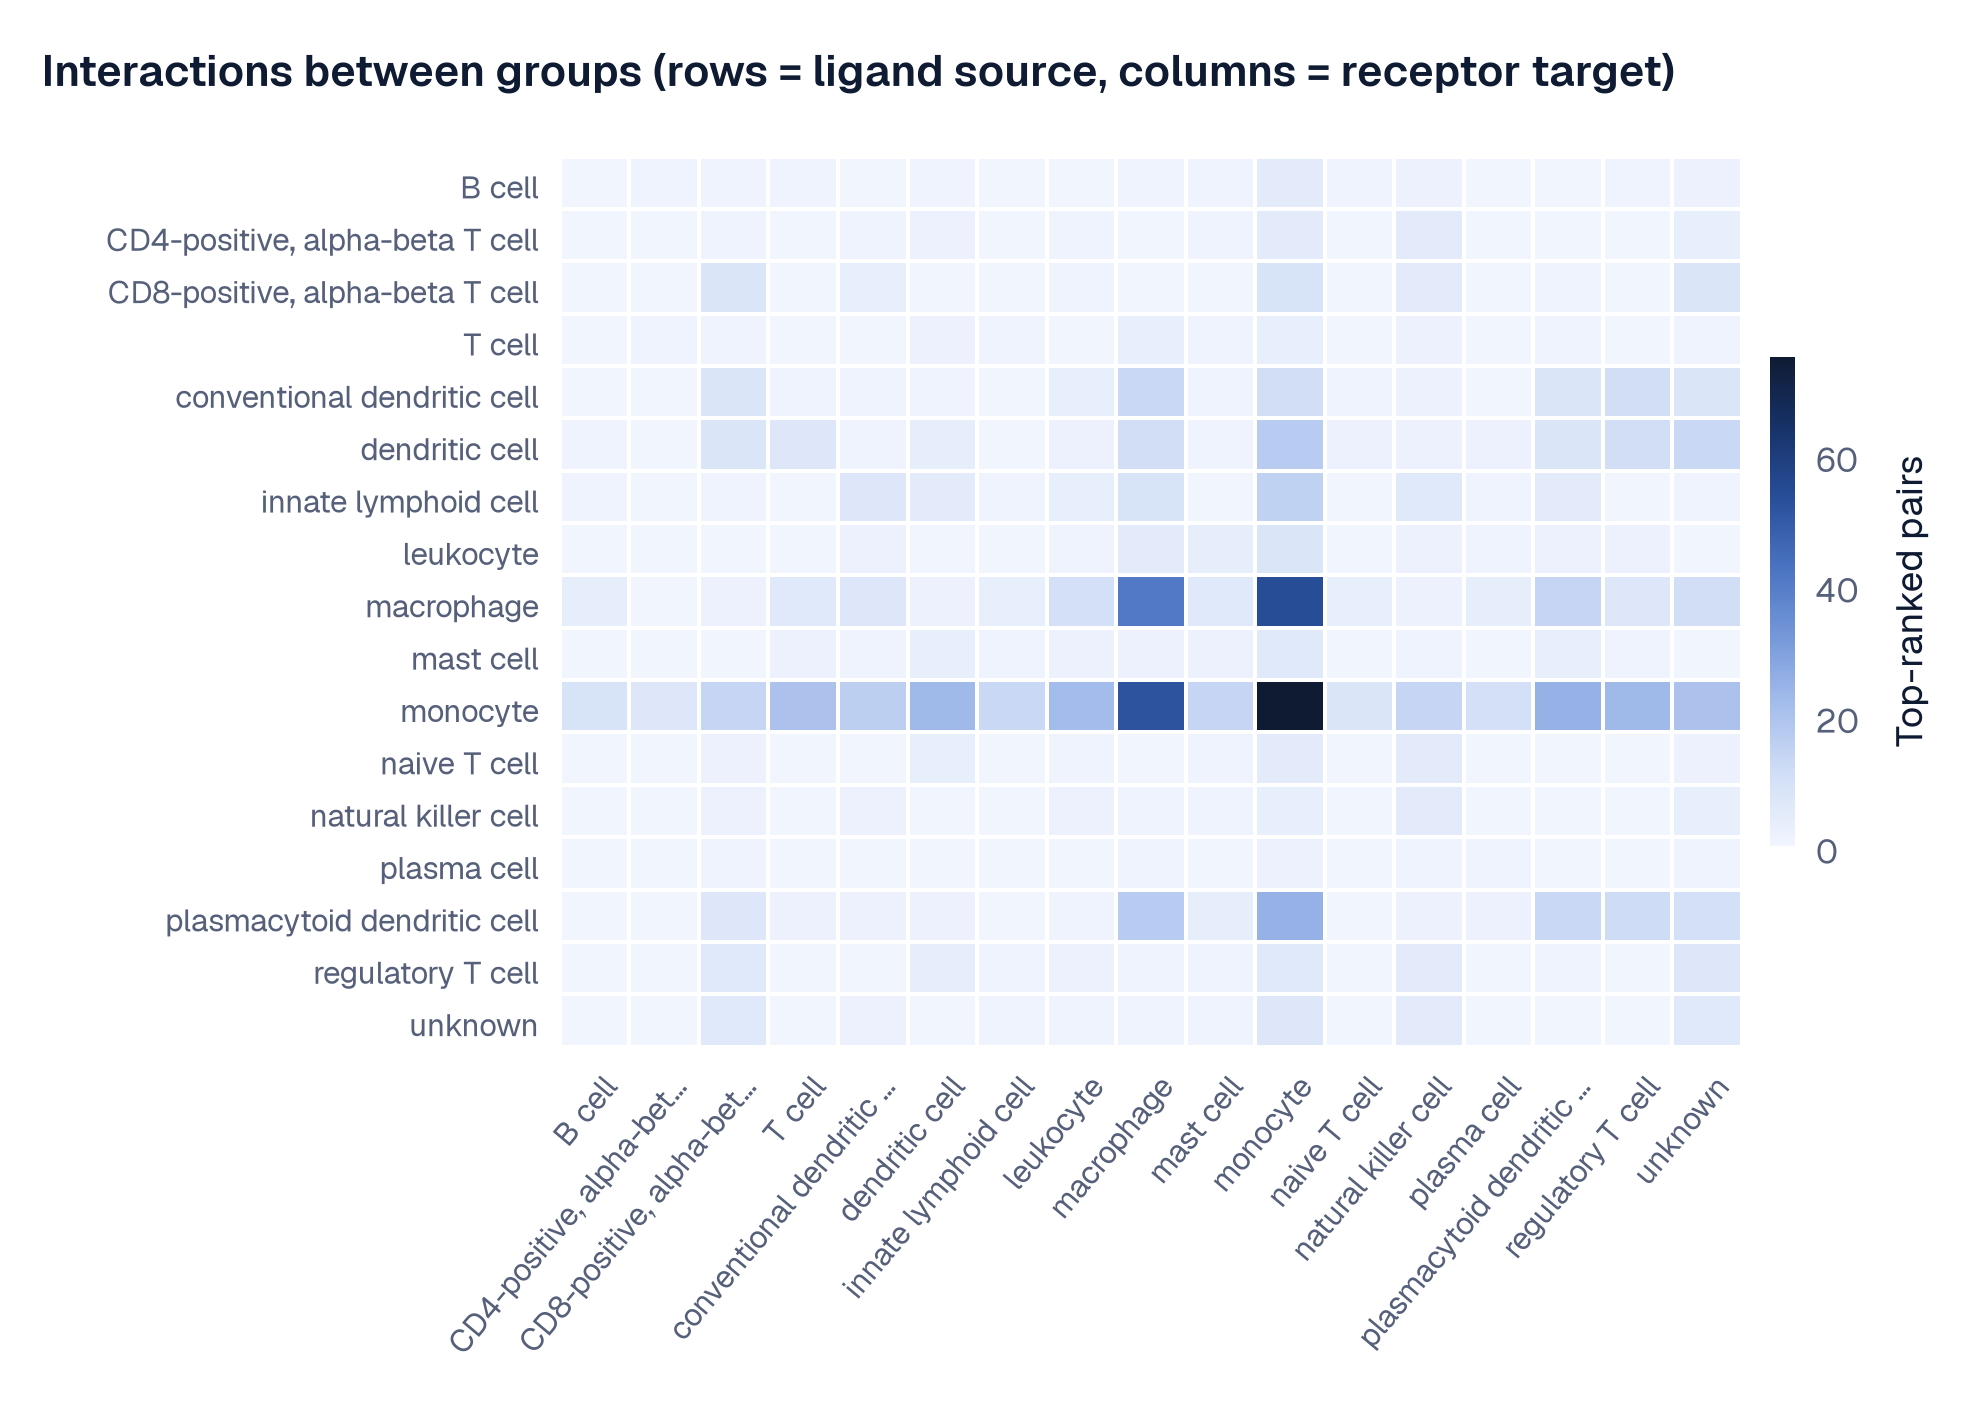 Interactions between groups (rows = ligand source, columns = receptor target)
B cell
CD4-positive, alpha-beta T cell
CD8-positive, alpha-beta T cell
T cell
conventional dendritic cell
dendritic cell
innate lymphoid cell
leukocyte
macrophage
mast cell
monocyte
naive T cell
natural killer cell
plasma cell
plasmacytoid dendritic cell
regulatory T cell
unknown
B cell
CD4-positive, alpha-bet...
CD8-positive, alpha-bet...
T cell
conventional dendritic ...
dendritic cell
innate lymphoid cell
leukocyte
macrophage
mast cell
monocyte
naive T cell
natural killer cell
plasma cell
plasmacytoid dendritic ...
regulatory T cell
unknown
60
40
20
0
Top-ranked pairs